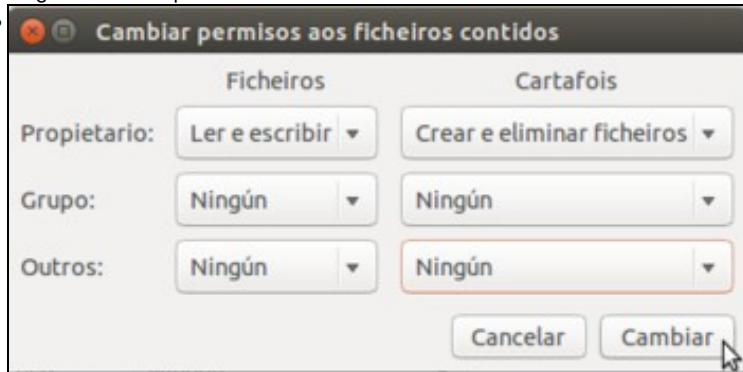 Cambiar permisos aos ficheiros contidos
Ficheiros Cartafois
Propietario: Ler e escribir Crear e eliminar ficheiros
Grupo: Ningún Ningún
Outros: Ningún Ningún
Cancelar Cambiar